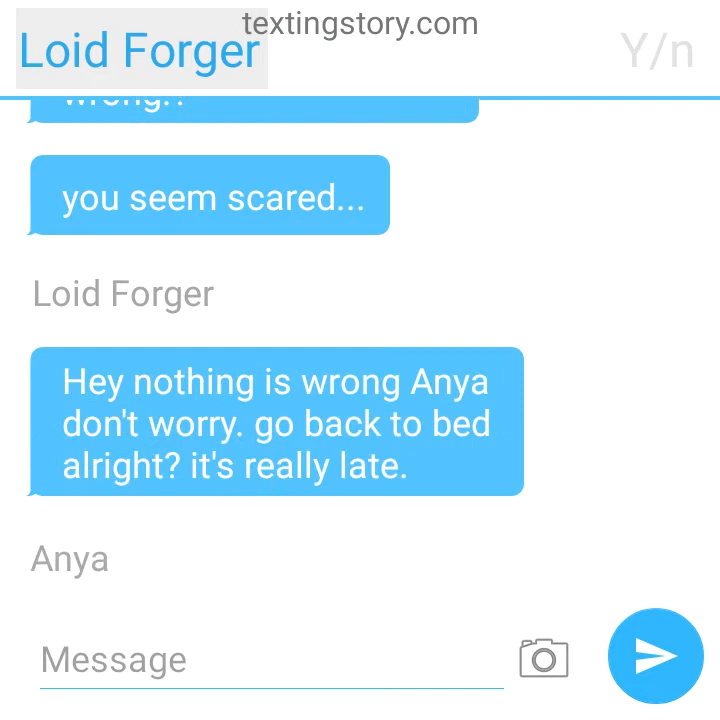 textingstory.com
Loid Forger
Y/n
wrong??
you seem scared...
Loid Forger
Hey nothing is wrong Anya
don't worry. go back to bed
alright? it's really late.
Anya
Message